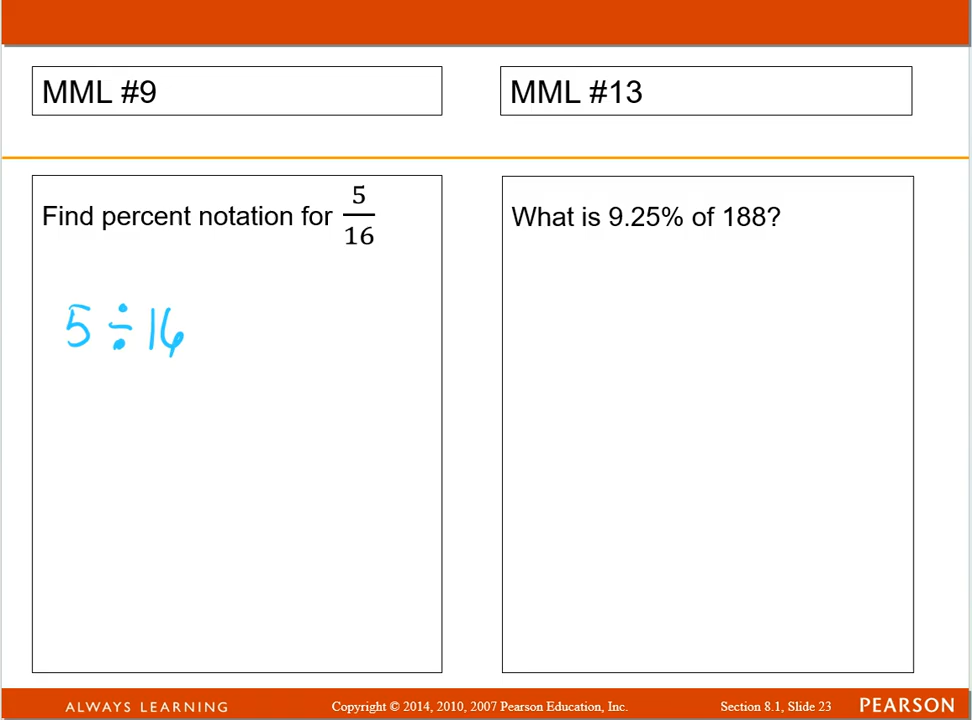 MML #9
MML #13
Find percent notation for 5/16
5 ÷ 16
What is 9.25% of 188?
ALWAYS LEARNING
Copyright © 2014, 2010, 2007 Pearson Education, Inc.
Section 8.1, Slide 23
PEARSON